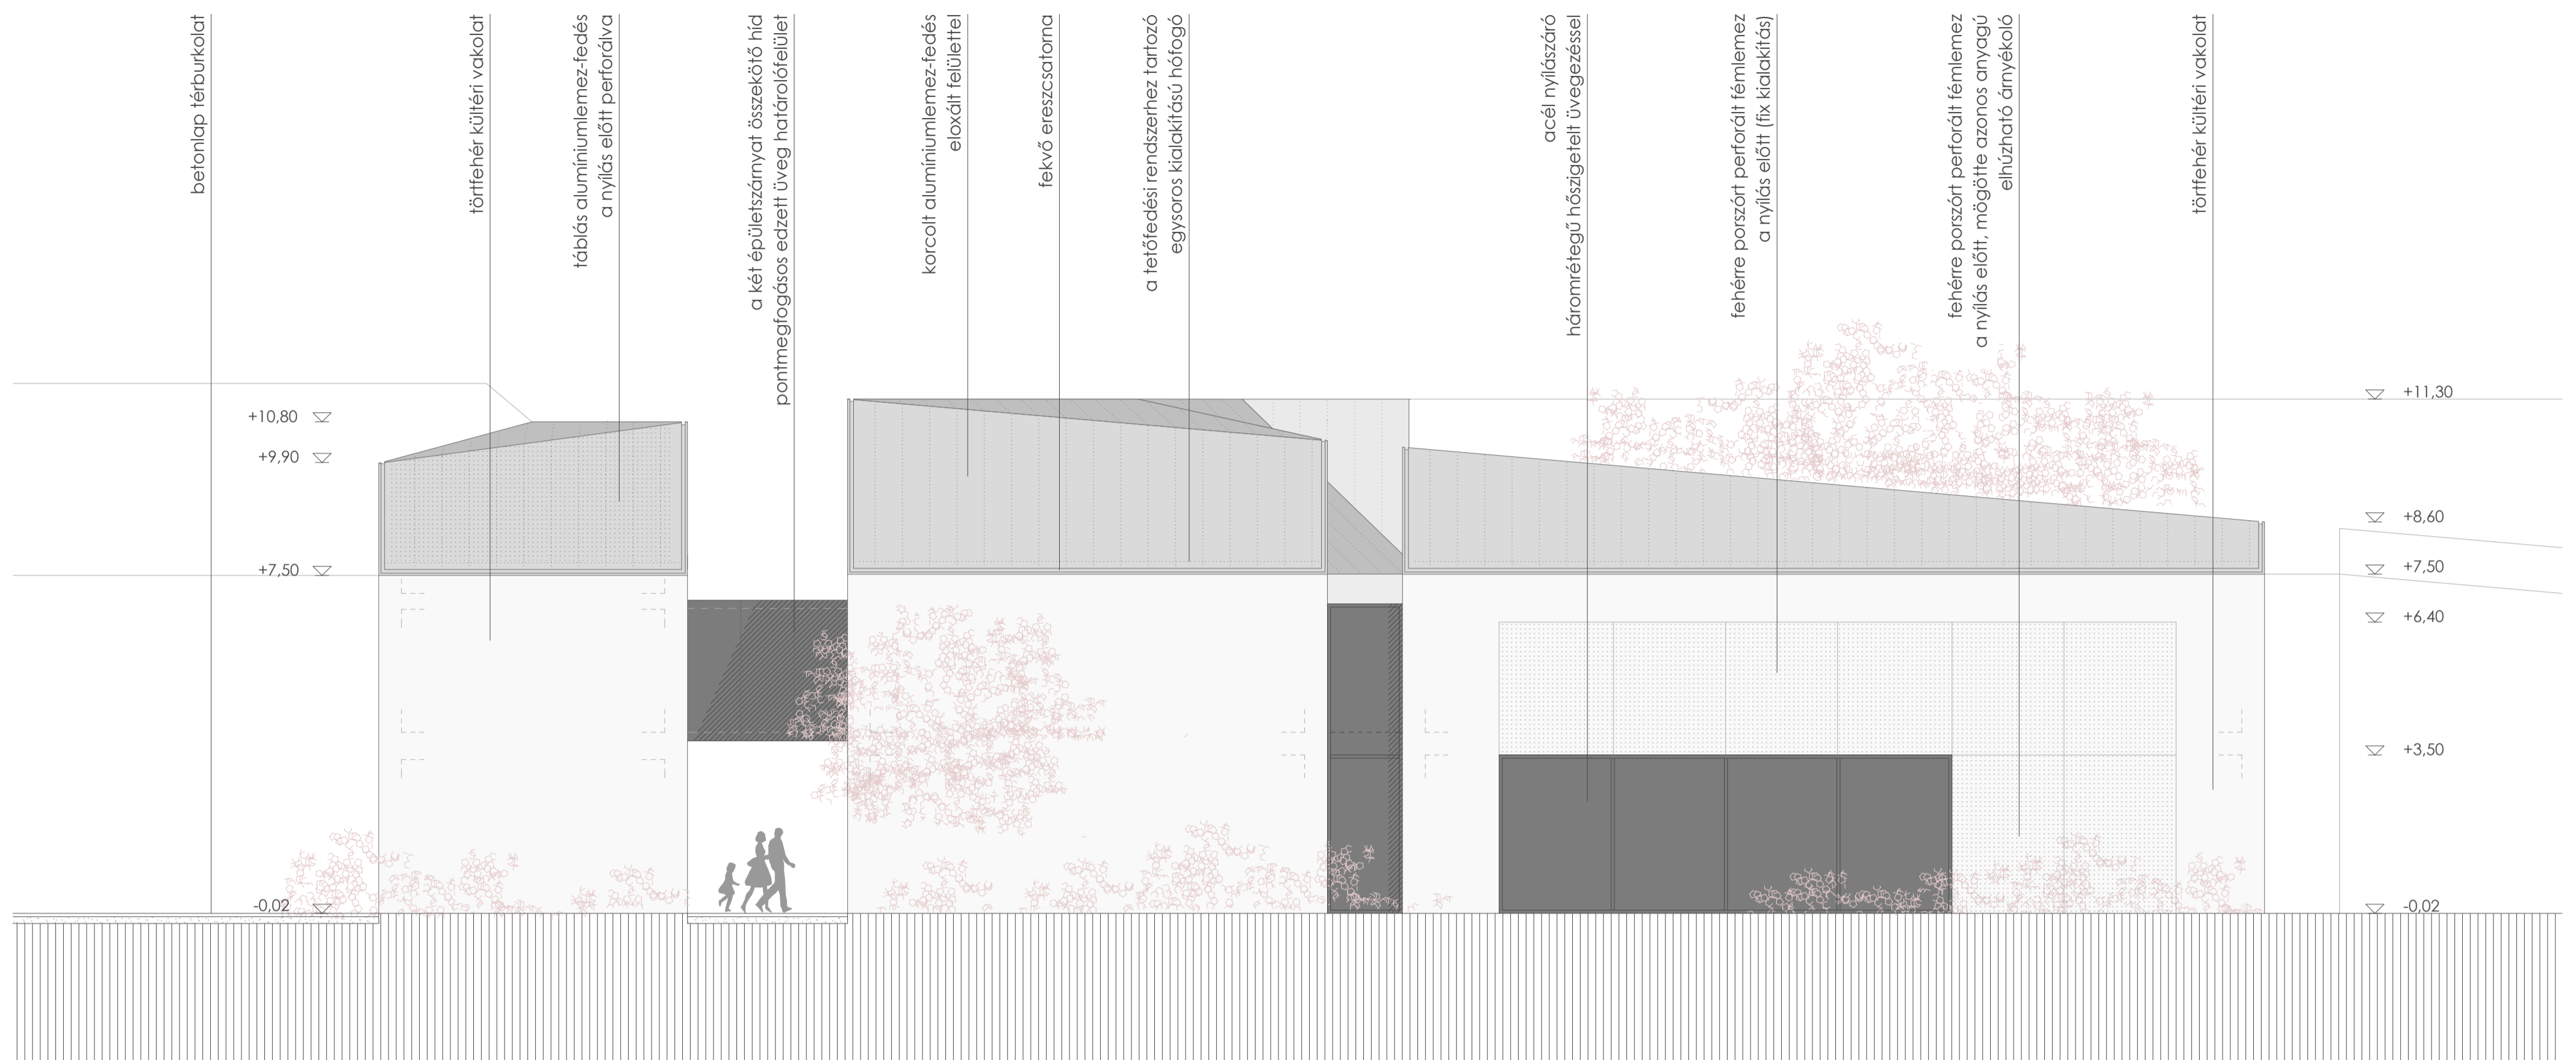 betonlap térburkolat
törtfehér kültéri vakolat
táblás alumíniumlemez-fedés
a nyílás előtt perforálva
a két épületszárnyat összekötő híd
pontmegfogásos edzett üveg határolófelület
korcolt alumíniumlemez-fedés
eloxált felülettel
fekvő ereszcsatorna
a tetőfedési rendszerhez tartozó
egysoros kialakítású hófogó
acél nyílászáró
háromrétegű hőszigetelt üvegezéssel
fehérre porszórt perforált fémlemez
a nyílás előtt (fix kialakítás)
fehérre porszórt perforált fémlemez
a nyílás előtt, mögötte azonos anyagú
elhúzható árnyékoló
törtfehér kültéri vakolat
+10,80
+9,90
+7,50
-0,02
+11,30
+8,60
+7,50
+6,40
+3,50
-0,02